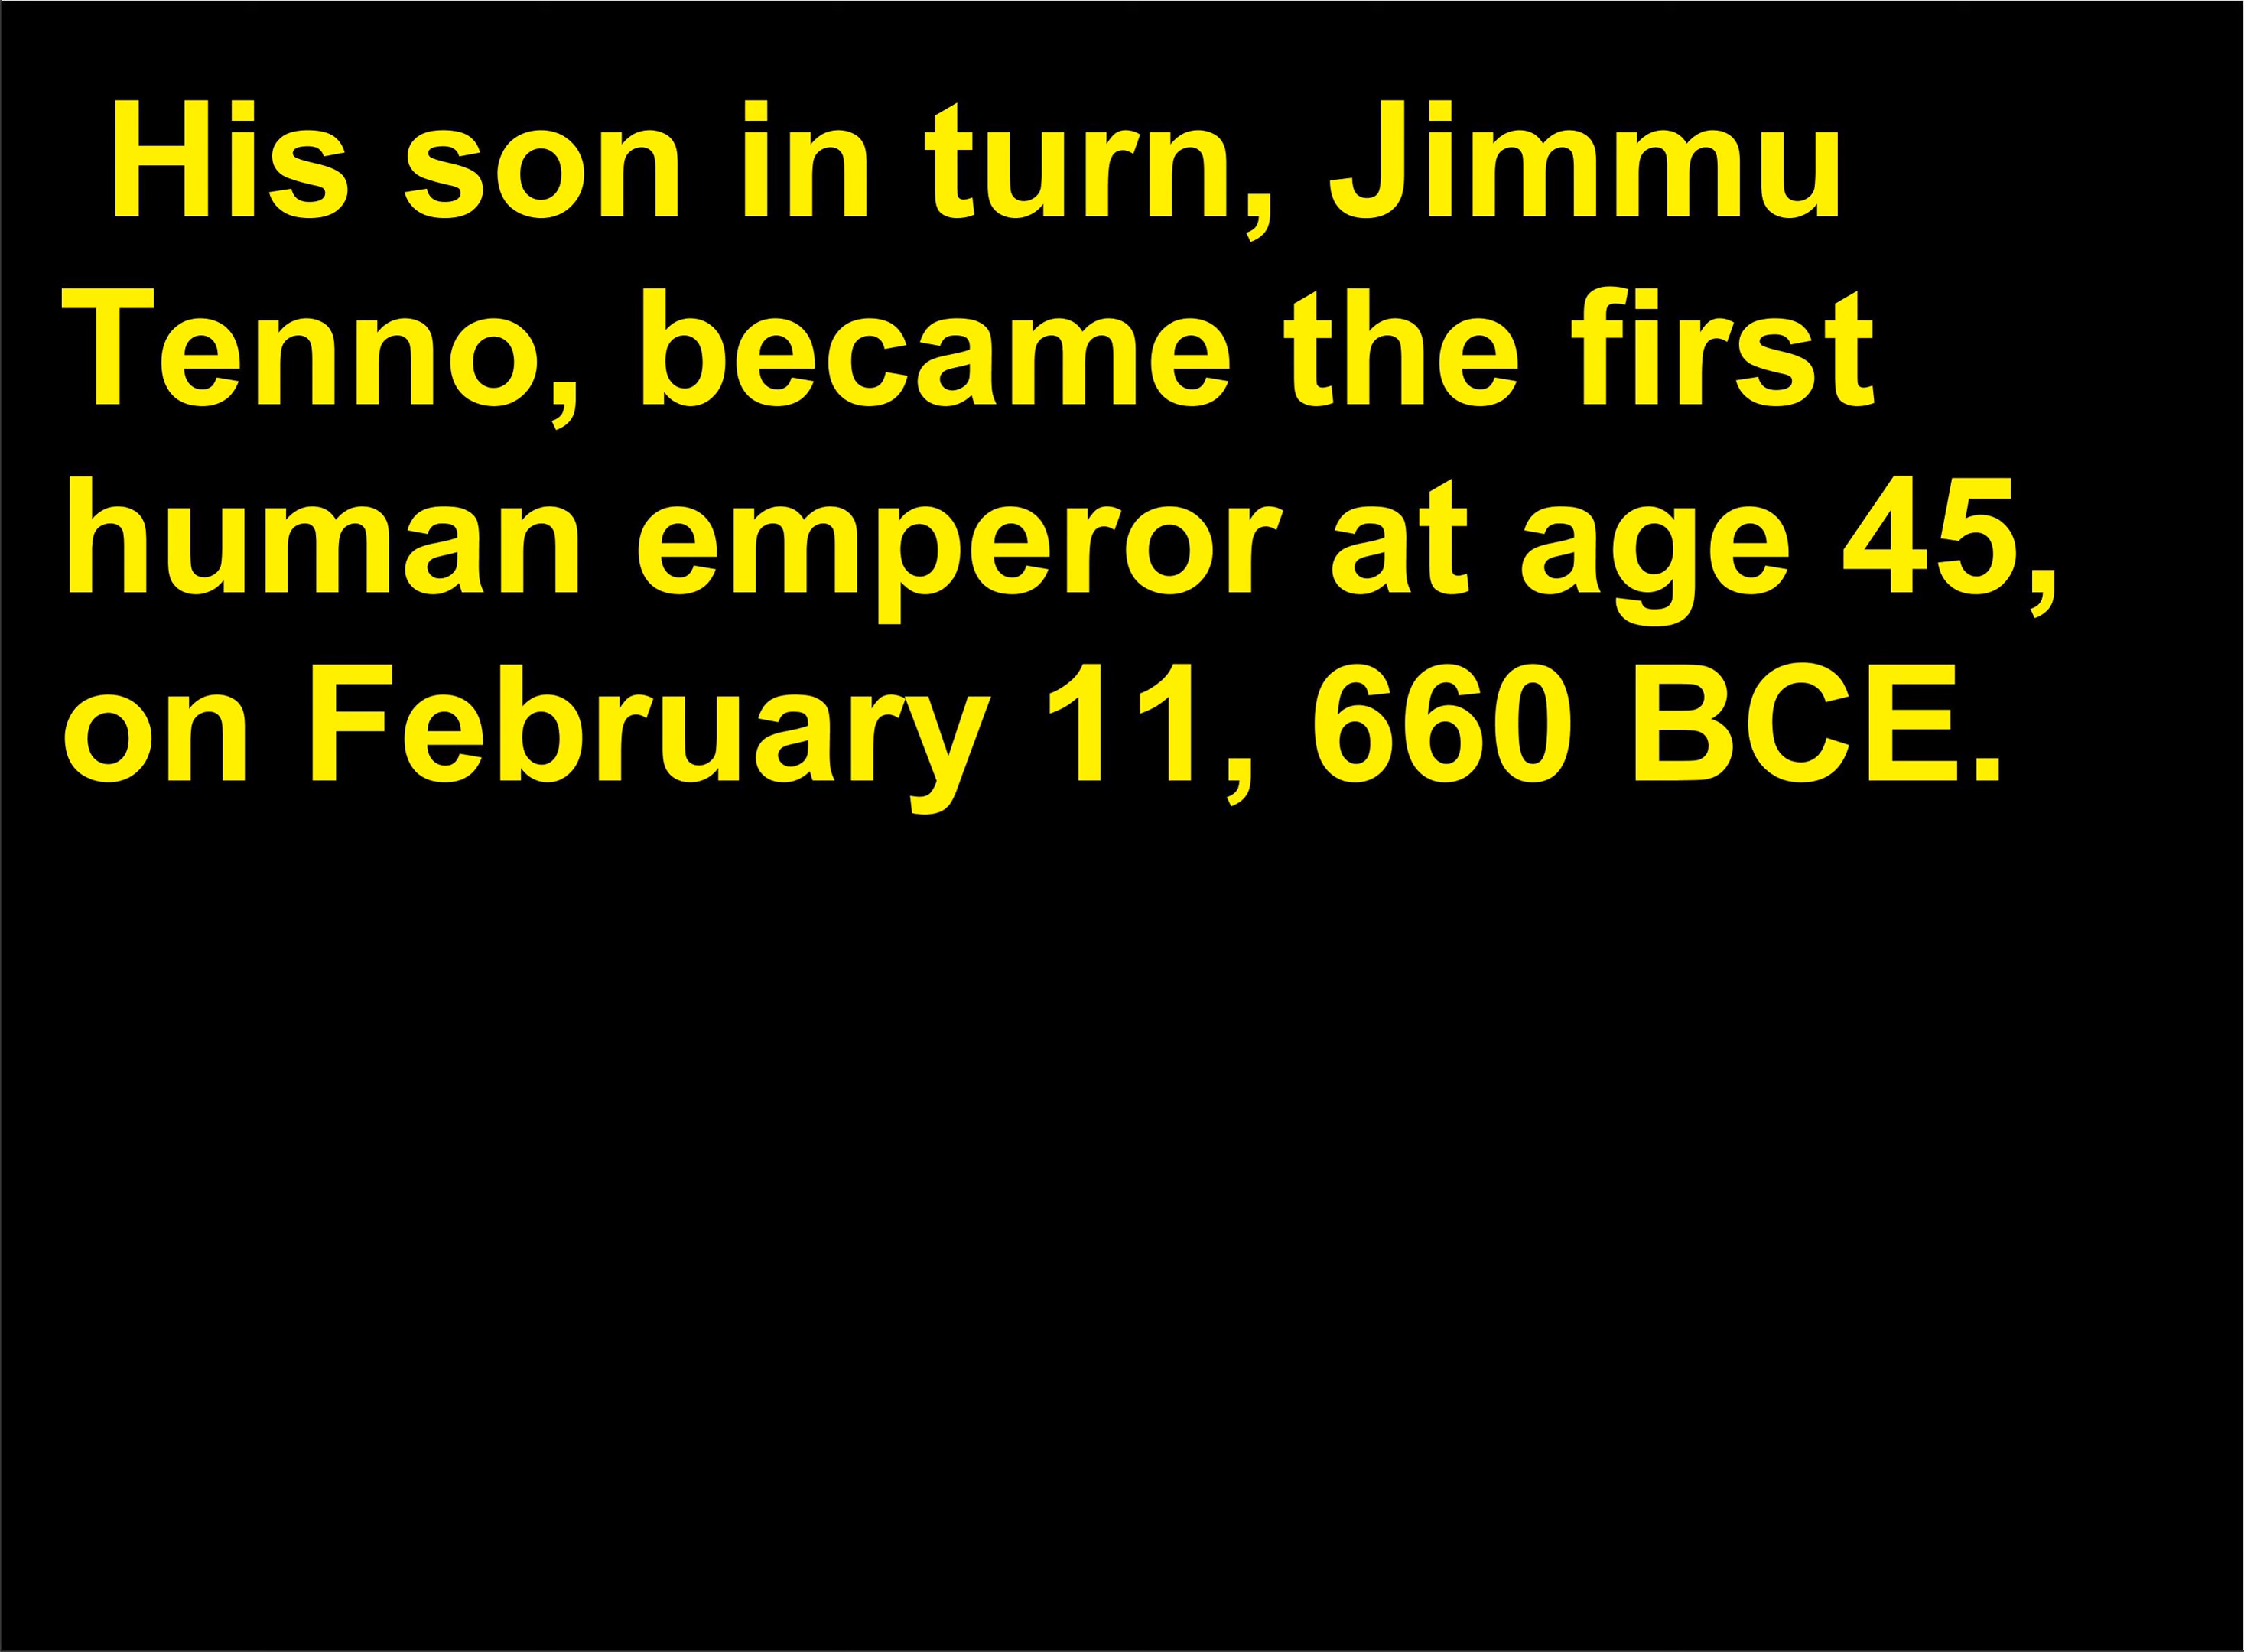 His son in turn, Jimmu
Tenno, became the first
human emperor at age 45,
on February 11, 660 BCE.